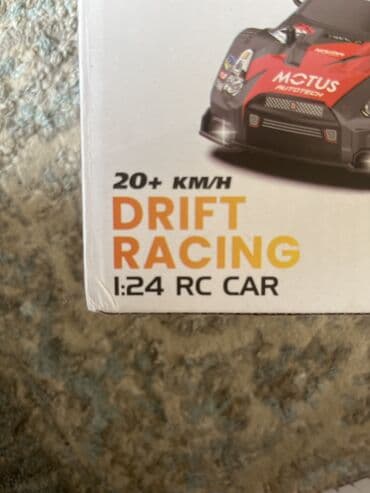 MOTUS
AUTOTECH
20+ KM/H
DRIFT
RACING
1:24 RC CAR